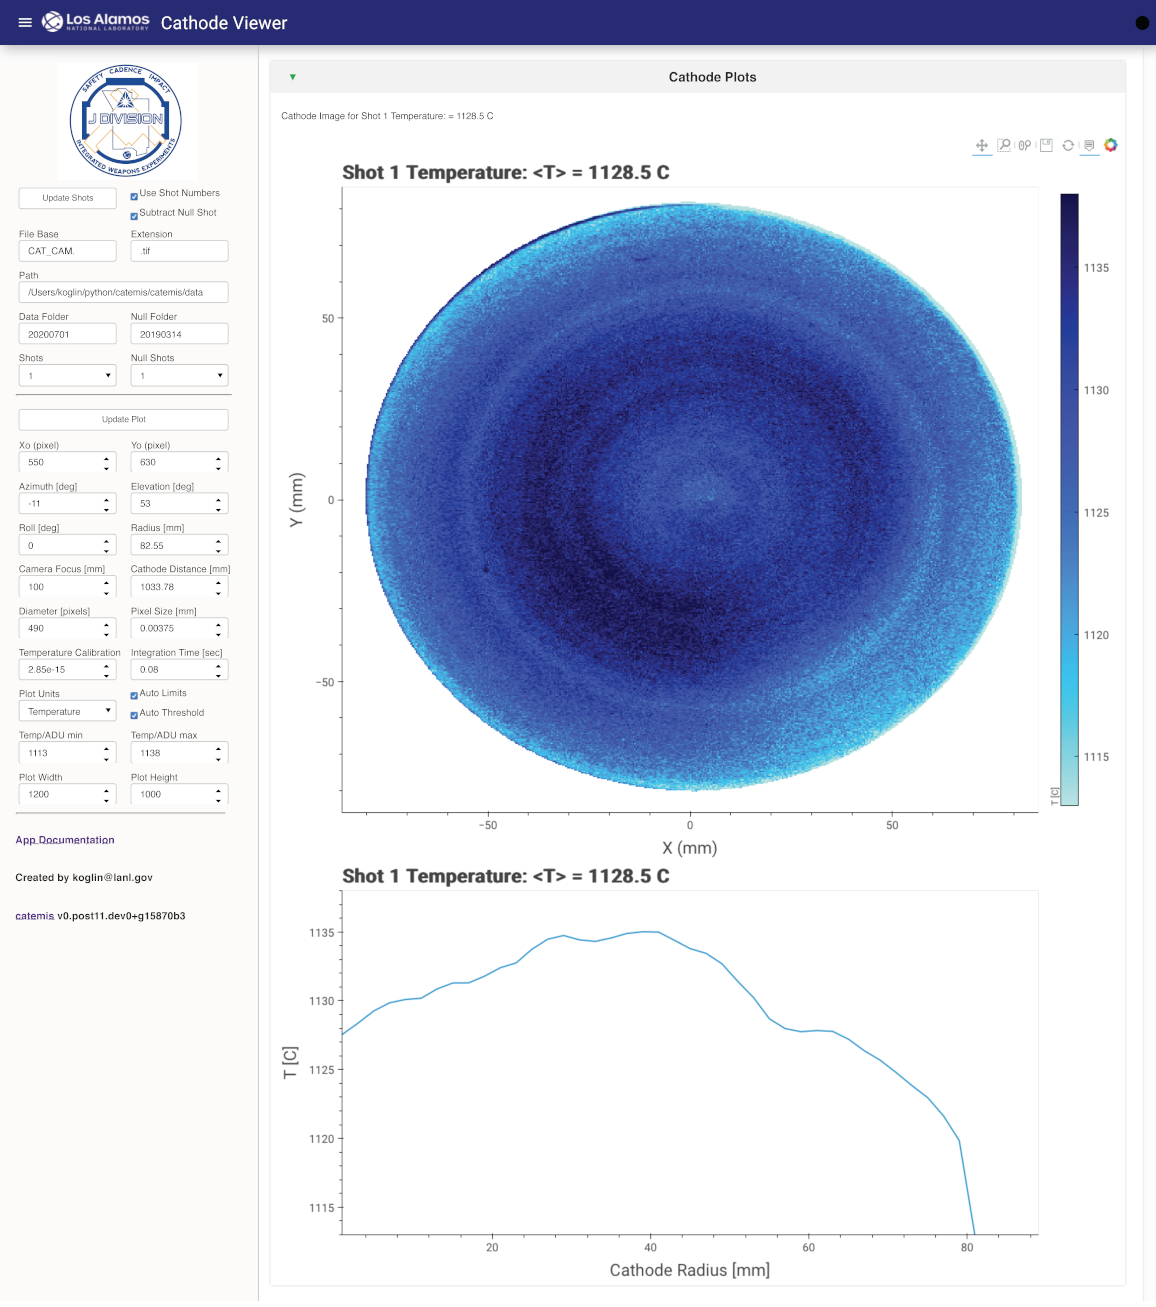 Los Alamos
NATIONAL LABORATORY
Cathode Viewer
SAFETY CADENCE IMPACT
J DIVISION
INTEGRATED WEAPONS EXPERIMENTS
Update Shots
Use Shot Numbers
Subtract Null Shot
File Base
Extension
CAT_CAM.
.tif
Path
/Users/koglin/python/catemis/catemis/data
Data Folder
Null Folder
20200701
20190314
Shots
Null Shots
1
1
Update Plot
Xo (pixel)
Yo (pixel)
550
630
Azimuth [deg]
Elevation [deg]
-11
53
Roll [deg]
Radius [mm]
0
82.55
Camera Focus [mm]
Cathode Distance [mm]
100
1033.78
Diameter [pixels]
Pixel Size [mm]
490
0.00375
Temperature Calibration
Integration Time [sec]
2.85e-15
0.08
Plot Units
Auto Limits
Temperature
Auto Threshold
Temp/ADU min
Temp/ADU max
1113
1138
Plot Width
Plot Height
1200
1000
App Documentation
Created by koglin@lanl.gov
catemis v0.post11.dev0+g15870b3
Cathode Plots
Cathode Image for Shot 1 Temperature: = 1128.5 C
Shot 1 Temperature: <T> = 1128.5 C
50
0
−50
Y (mm)
−50
0
50
X (mm)
1135
1130
1125
1120
1115
T [C]
Shot 1 Temperature: <T> = 1128.5 C
1135
1130
1125
1120
1115
T [C]
20
40
60
80
Cathode Radius [mm]